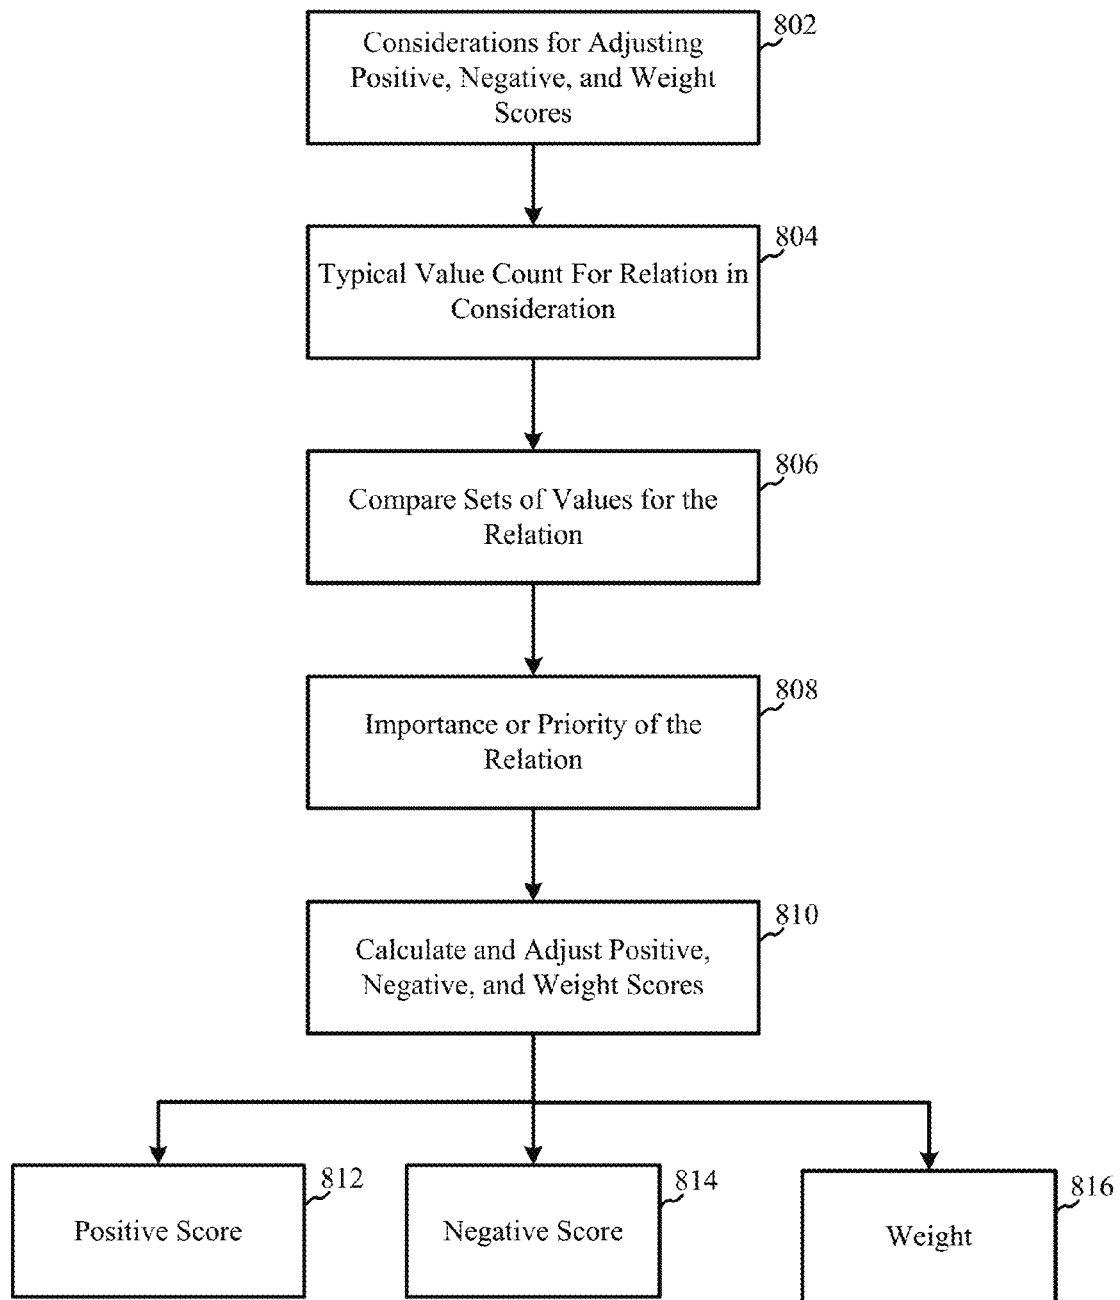 802
Considerations for Adjusting
Positive, Negative, and Weight
Scores
804
Typical Value Count For Relation in
Consideration
806
Compare Sets of Values for the
Relation
808
Importance or Priority of the
Relation
810
Calculate and Adjust Positive,
Negative, and Weight Scores
812
Positive Score
814
Negative Score
816
Weight